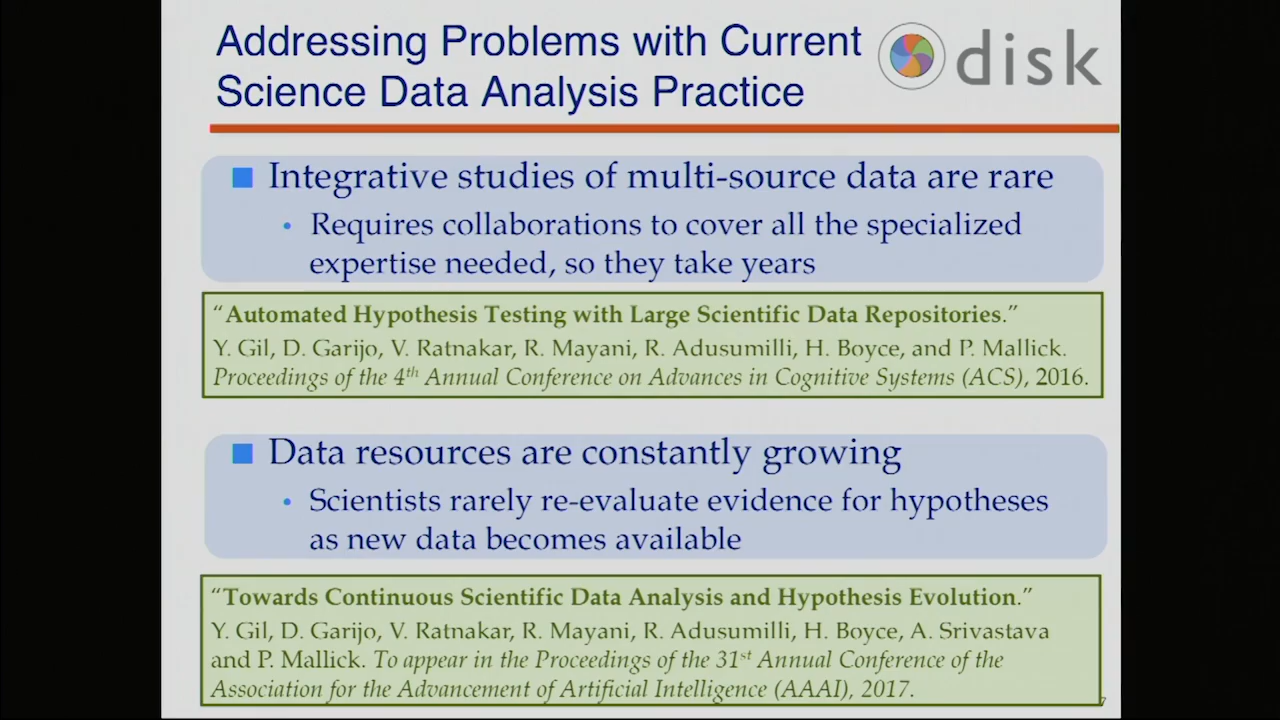 Addressing Problems with Current
Science Data Analysis Practice
disk
Integrative studies of multi-source data are rare
• Requires collaborations to cover all the specialized
expertise needed, so they take years
“Automated Hypothesis Testing with Large Scientific Data Repositories.”
Y. Gil, D. Garijo, V. Ratnakar, R. Mayani, R. Adusumilli, H. Boyce, and P. Mallick.
Proceedings of the 4th Annual Conference on Advances in Cognitive Systems (ACS), 2016.
Data resources are constantly growing
• Scientists rarely re-evaluate evidence for hypotheses
as new data becomes available
“Towards Continuous Scientific Data Analysis and Hypothesis Evolution.”
Y. Gil, D. Garijo, V. Ratnakar, R. Mayani, R. Adusumilli, H. Boyce, A. Srivastava
and P. Mallick. To appear in the Proceedings of the 31st Annual Conference of the
Association for the Advancement of Artificial Intelligence (AAAI), 2017.
7